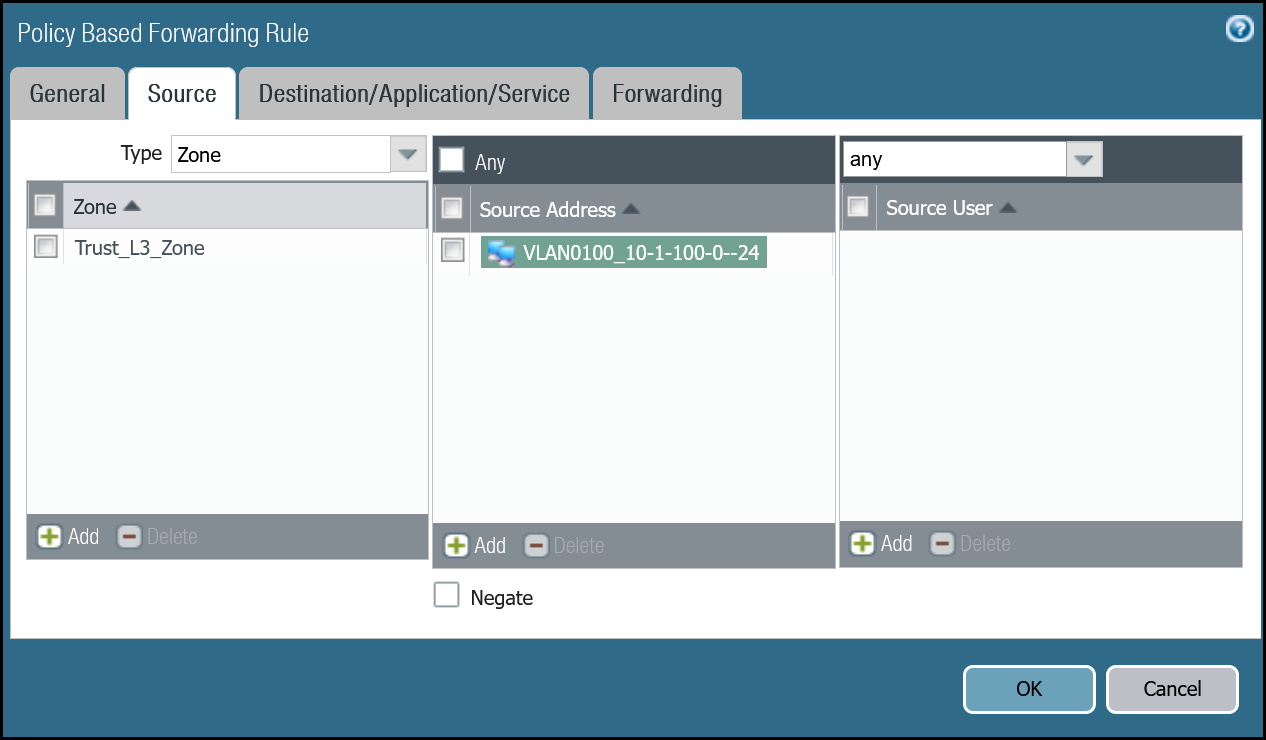 Policy Based Forwarding Rule
General
Source
Destination/Application/Service
Forwarding
Type
Zone
Zone
Trust_L3_Zone
Add
Delete
Any
Source Address
VLAN0100_10-1-100-0--24
Add
Delete
Negate
any
Source User
Add
Delete
OK
Cancel